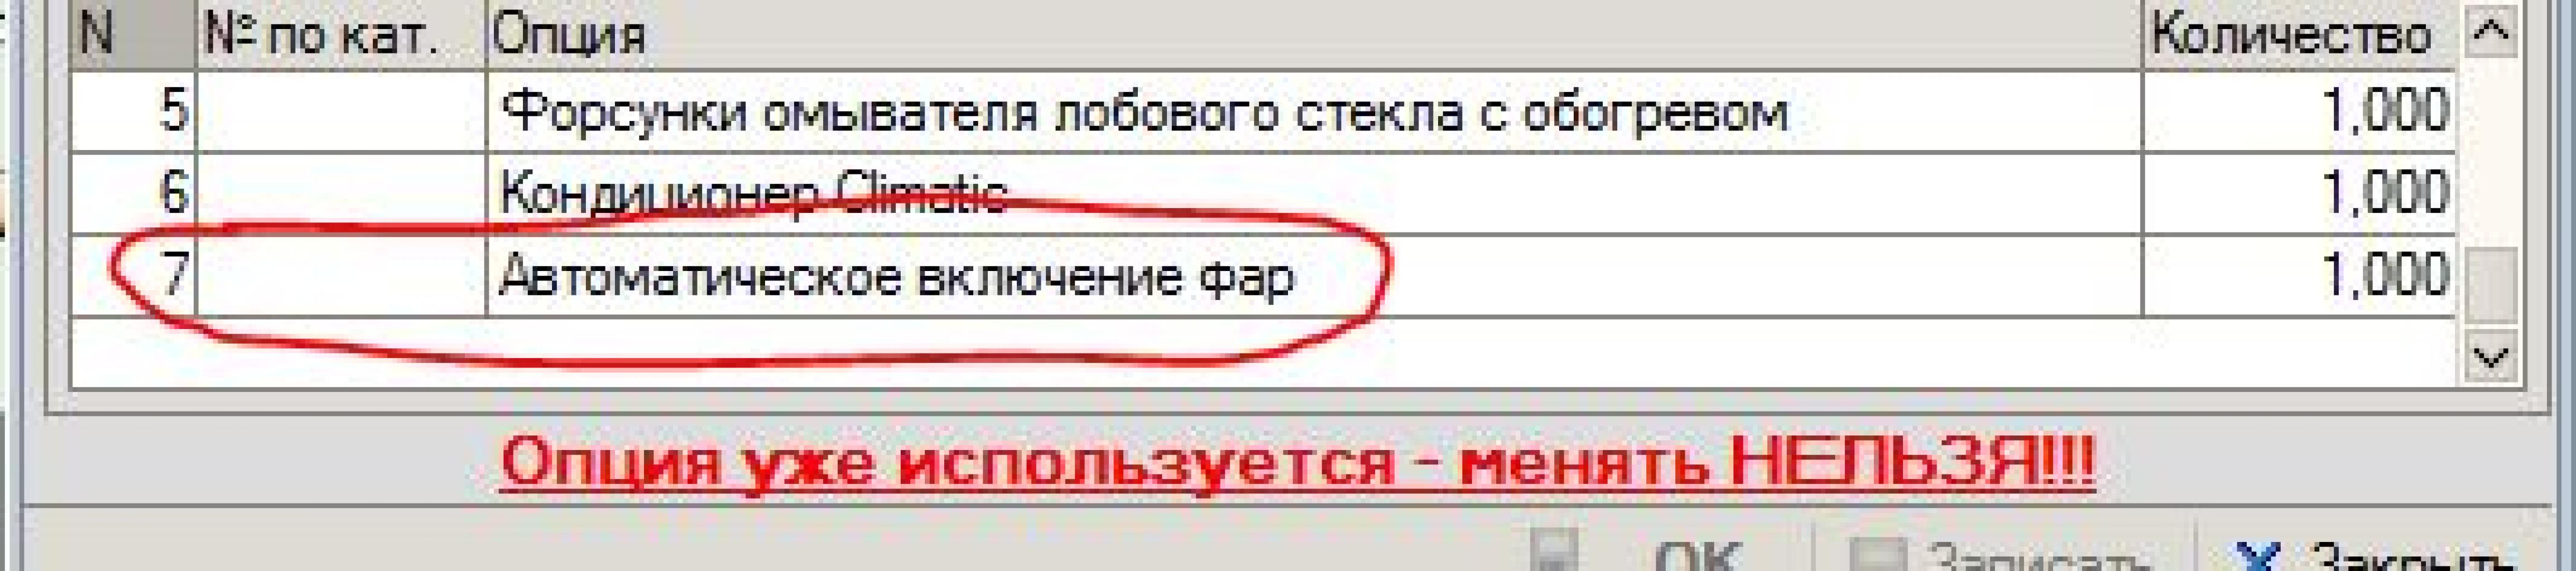 N № по кат. Опция Количество
5 Форсунки омывателя лобового стекла с обогревом 1,000
6 Кондиционер Climatic 1,000
7 Автоматическое включение фар 1,000
Опция уже используется - менять НЕЛЬЗЯ!!!
OK Записать Закрыть